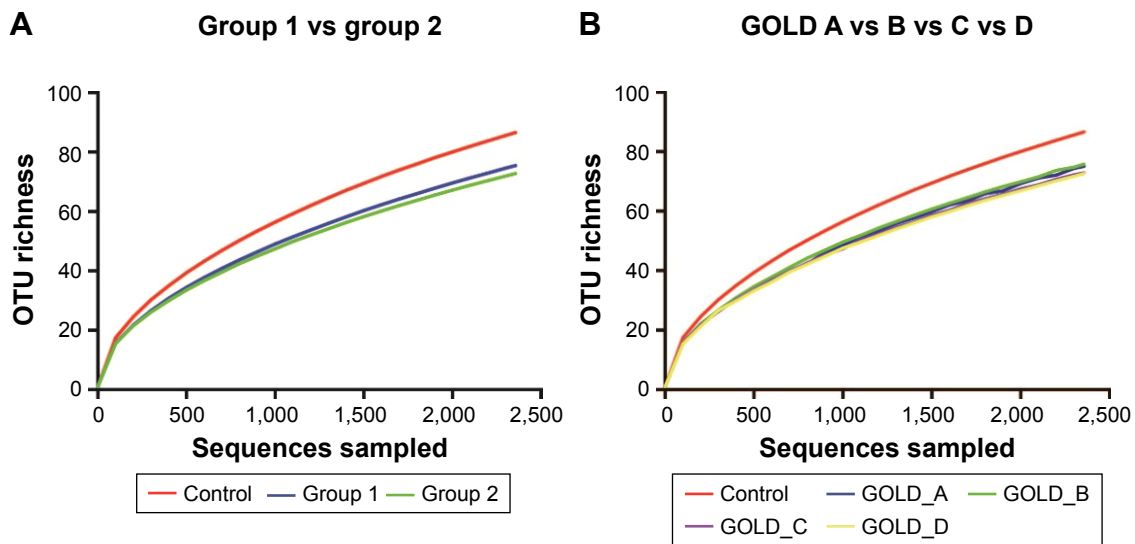 A
Group 1 vs group 2
OTU richness
100
80
60
40
20
0
0 500 1,000 1,500 2,000 2,500
Sequences sampled
Control Group 1 Group 2
B
GOLD A vs B vs C vs D
OTU richness
100
80
60
40
20
0
0 500 1,000 1,500 2,000 2,500
Sequences sampled
Control GOLD_A GOLD_B
GOLD_C GOLD_D